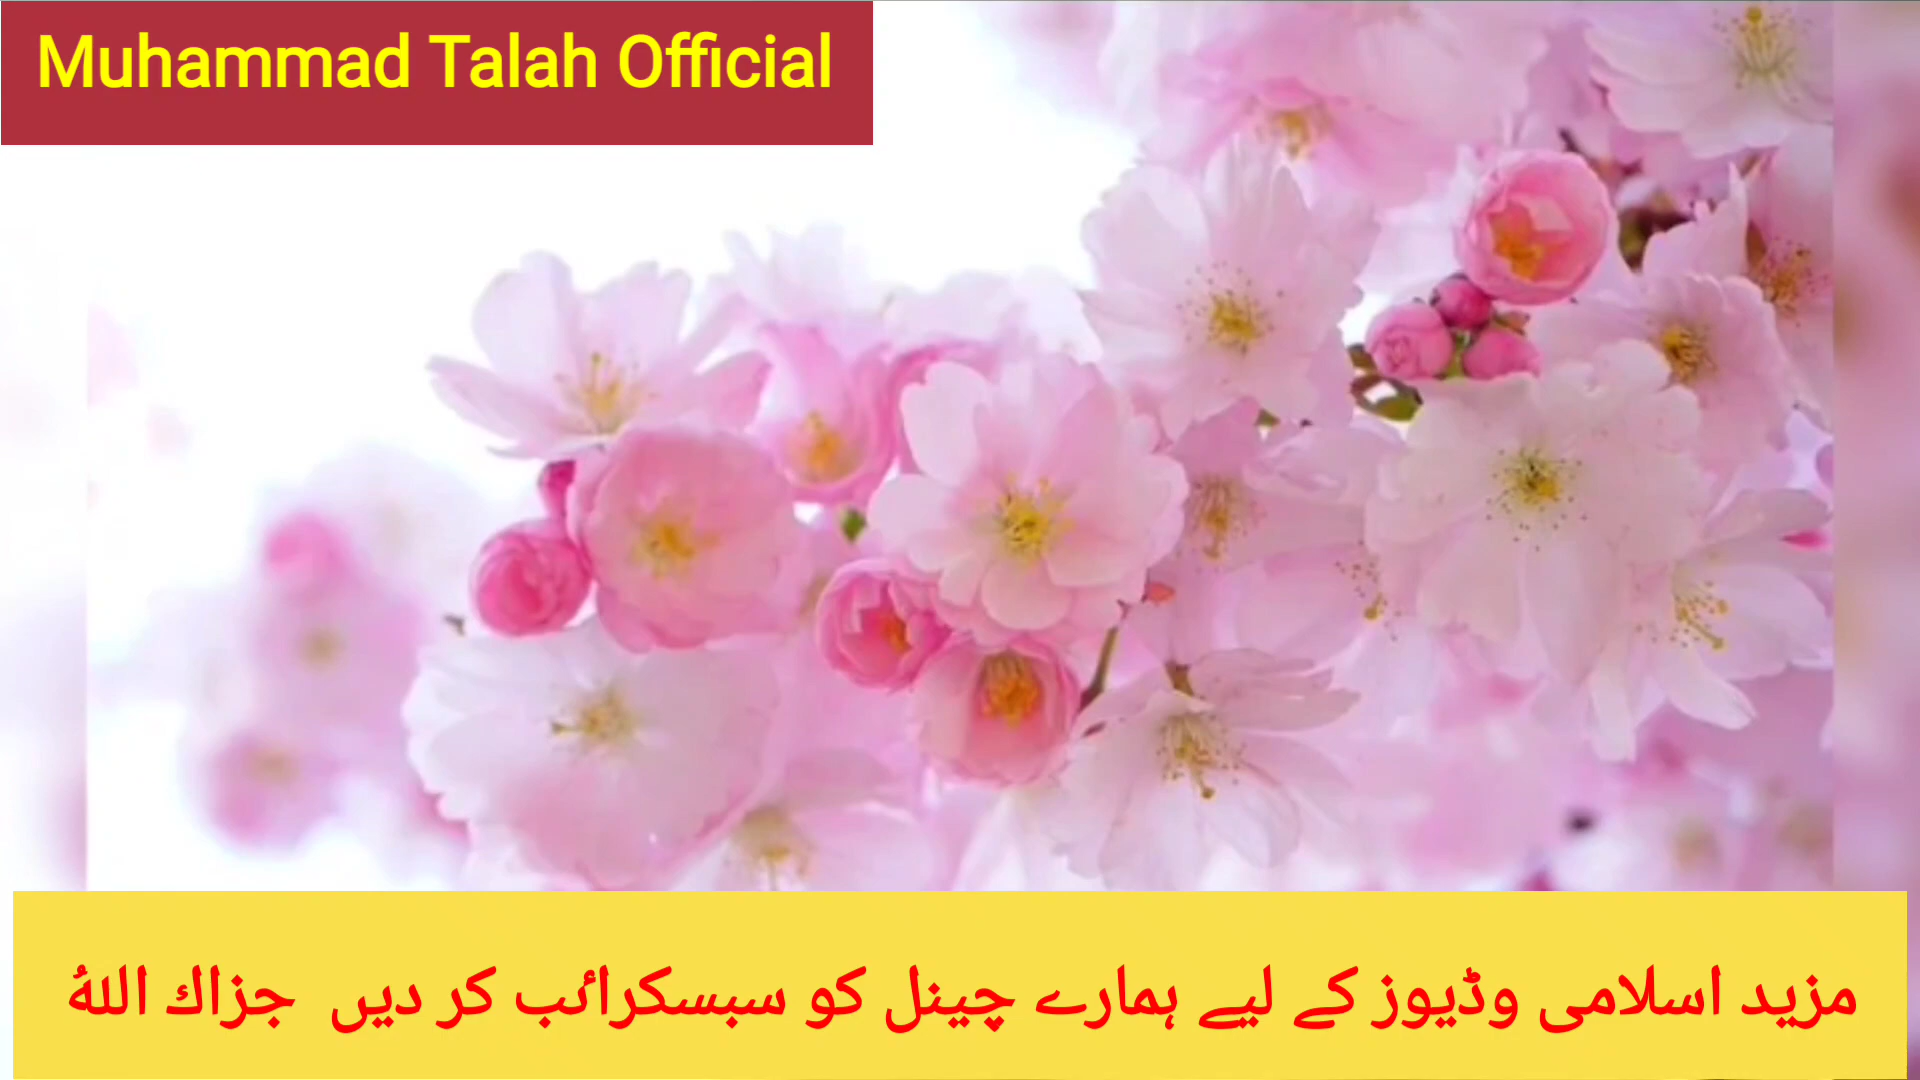 Muhammad Talah Official
مزید اسلامی وڈیوز کے لیے ہمارے چینل کو سبسکرائب کر دیں جزاك اللهُ